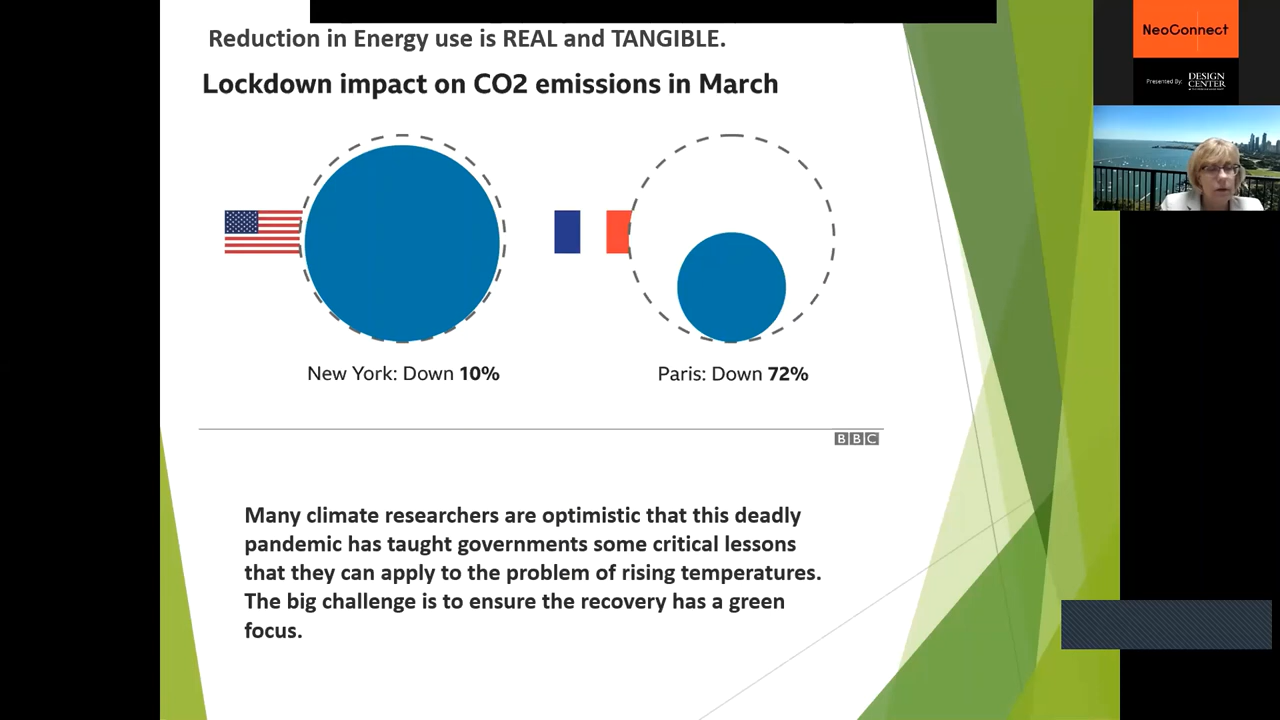 Reduction in Energy use is REAL and TANGIBLE.
Lockdown impact on CO2 emissions in March
New York: Down 10%
Paris: Down 72%
BBC
Many climate researchers are optimistic that this deadly
pandemic has taught governments some critical lessons
that they can apply to the problem of rising temperatures.
The big challenge is to ensure the recovery has a green
focus.
NeoConnect
Presented By:
DESIGN
CENTER